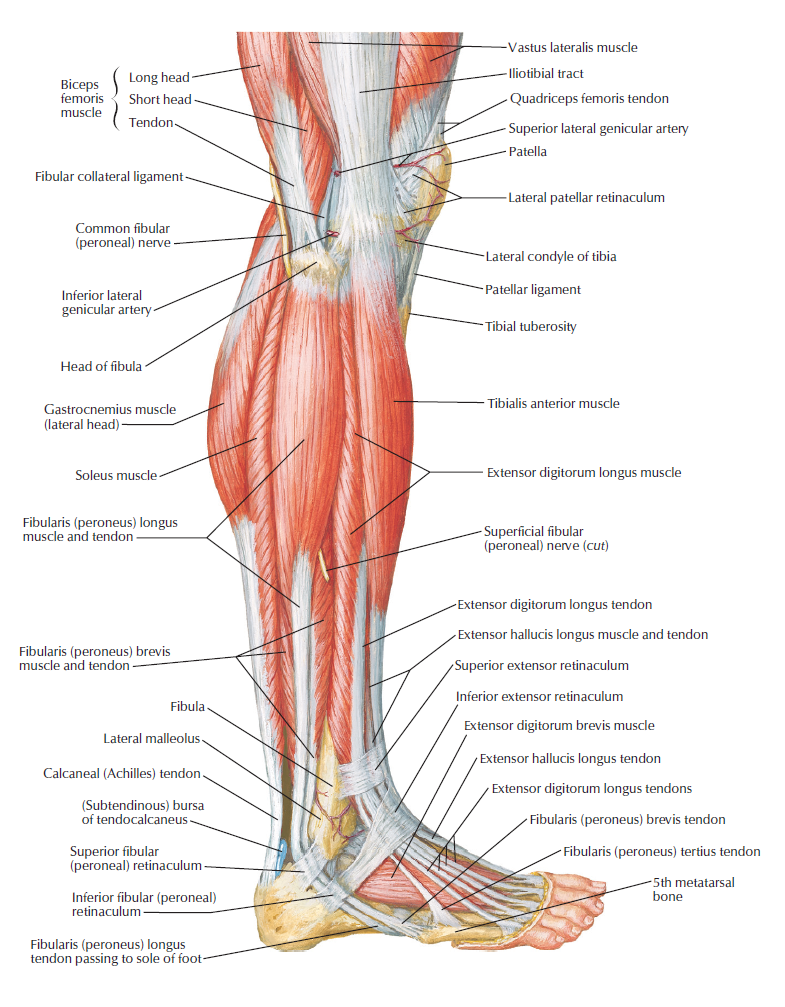 Biceps
femoris
muscle
Long head
Short head
Tendon
Fibular collateral ligament
Common fibular
(peroneal) nerve
Inferior lateral
genicular artery
Head of fibula
Gastrocnemius muscle
(lateral head)
Soleus muscle
Fibularis (peroneus) longus
muscle and tendon
Fibularis (peroneus) brevis
muscle and tendon
Fibula
Lateral malleolus
Calcaneal (Achilles) tendon
(Subtendinous) bursa
of tendocalcaneus
Superior fibular
(peroneal) retinaculum
Inferior fibular (peroneal)
retinaculum
Fibularis (peroneus) longus
tendon passing to sole of foot
Vastus lateralis muscle
Iliotibial tract
Quadriceps femoris tendon
Superior lateral genicular artery
Patella
Lateral patellar retinaculum
Lateral condyle of tibia
Patellar ligament
Tibial tuberosity
Tibialis anterior muscle
Extensor digitorum longus muscle
Superficial fibular
(peroneal) nerve (cut)
Extensor digitorum longus tendon
Extensor hallucis longus muscle and tendon
Superior extensor retinaculum
Inferior extensor retinaculum
Extensor digitorum brevis muscle
Extensor hallucis longus tendon
Extensor digitorum longus tendons
Fibularis (peroneus) brevis tendon
Fibularis (peroneus) tertius tendon
5th metatarsal
bone